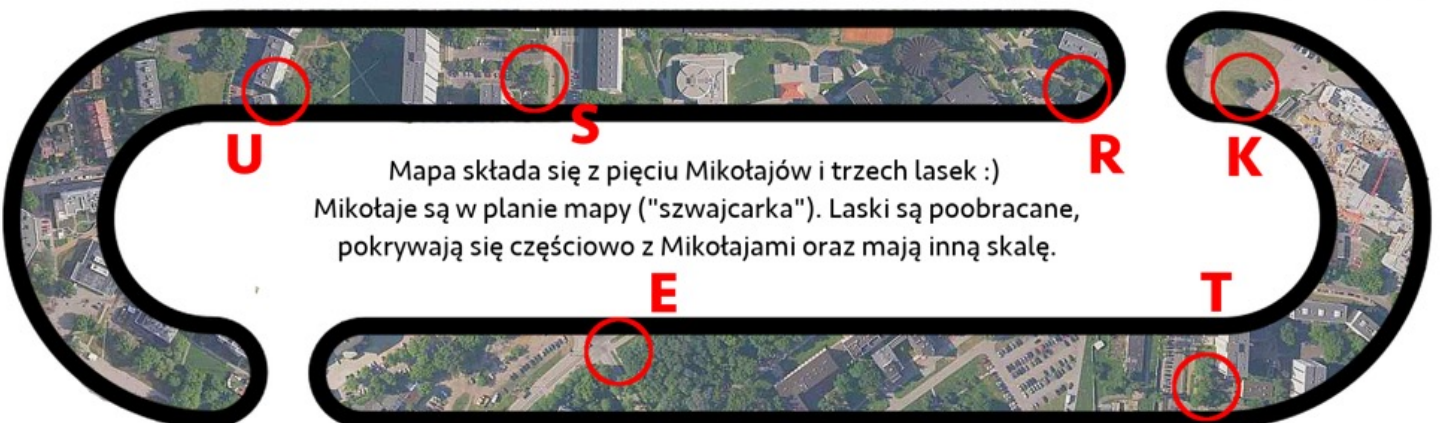 U
S
R
K
Mapa składa się z pięciu Mikołajów i trzech lasek :)
Mikołaje są w planie mapy ("szwajcarka"). Laski są poobracane,
pokrywają się częściowo z Mikołajami oraz mają inną skalę.
E
T